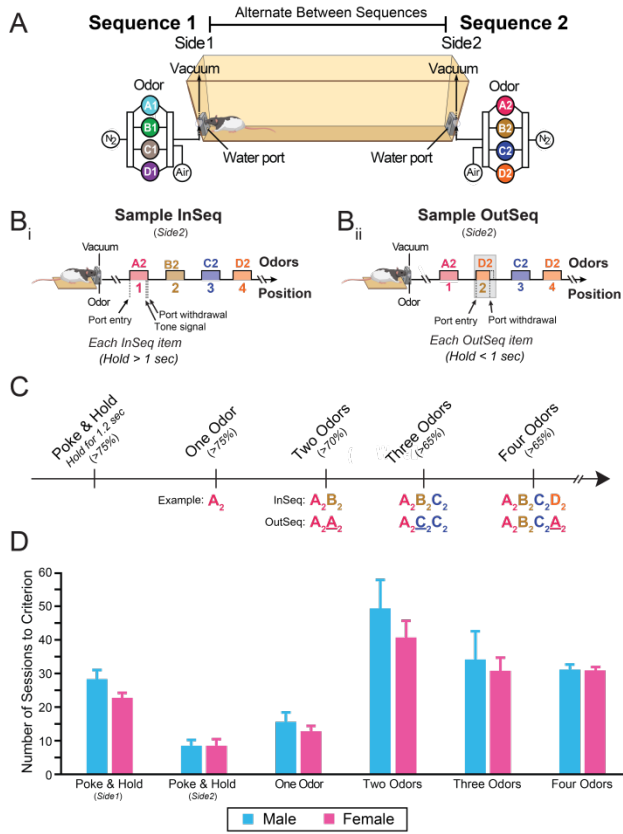 A
Sequence 1
Alternate Between Sequences
Sequence 2
Side1
Side2
Vacuum
Vacuum
Odor
Odor
A1
B1
C1
D1
N2
Air
Water port
Water port
A2
B2
C2
D2
N2
Air
Bi
Sample InSeq
(Side2)
Vacuum
A2 B2 C2 D2
Odors
1 2 3 4
Position
Odor
Port entry
Port withdrawal
Tone signal
Each InSeq item
(Hold > 1 sec)
Bii
Sample OutSeq
(Side2)
Vacuum
A2 D2 C2 D2
Odors
1 2 3 4
Position
Odor
Port entry
Port withdrawal
Each OutSeq item
(Hold < 1 sec)
C
Poke & Hold
Hold for 1.2 sec
(>75%)
One Odor
(>75%)
Two Odors
(>70%)
Three Odors
(>65%)
Four Odors
(>65%)
Example: A2
InSeq: A2B2 A2B2C2 A2B2C2D2
OutSeq: A2A2 A2C2C2 A2B2C2A2
D
Number of Sessions to Criterion
60
50
40
30
20
10
0
Poke & Hold
(Side1)
Poke & Hold
(Side2)
One Odor
Two Odors
Three Odors
Four Odors
Male
Female